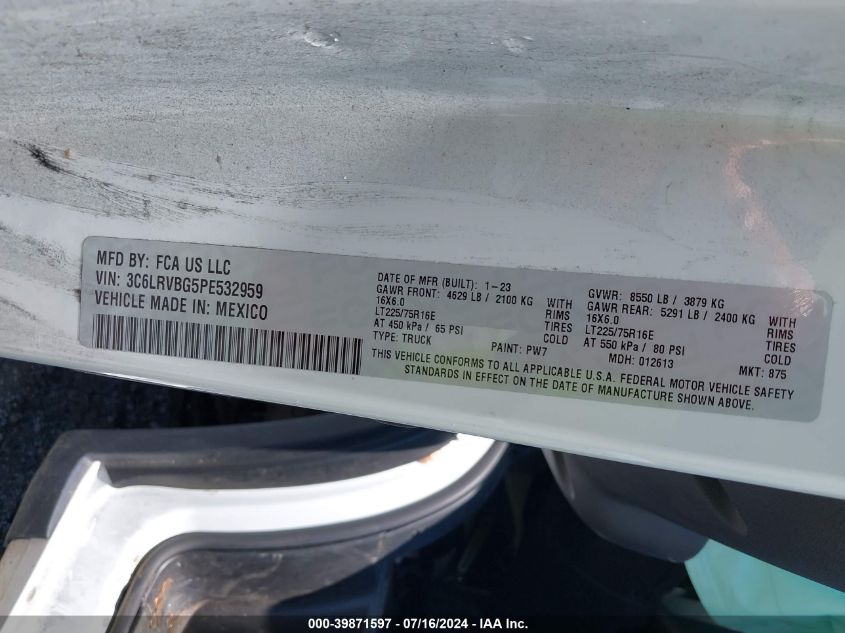 MFD BY: FCA US LLC
VIN: 3C6LRVBG5PE532959
VEHICLE MADE IN: MEXICO
DATE OF MFR (BUILT): 1-23
GAWR FRONT: 4629 LB / 2100 KG WITH
16X6.0 RIMS
LT225/75R16E TIRES
AT 450 kPa / 65 PSI COLD
TYPE: TRUCK PAINT: PW7
GVWR: 8550 LB / 3879 KG
GAWR REAR: 5291 LB / 2400 KG WITH
16X6.0 RIMS
LT225/75R16E TIRES
AT 550 kPa / 80 PSI COLD
MDH: 012613 MKT: 875
THIS VEHICLE CONFORMS TO ALL APPLICABLE U.S.A. FEDERAL MOTOR VEHICLE SAFETY
STANDARDS IN EFFECT ON THE DATE OF MANUFACTURE SHOWN ABOVE.
000-39871597 - 07/16/2024 - IAA Inc.